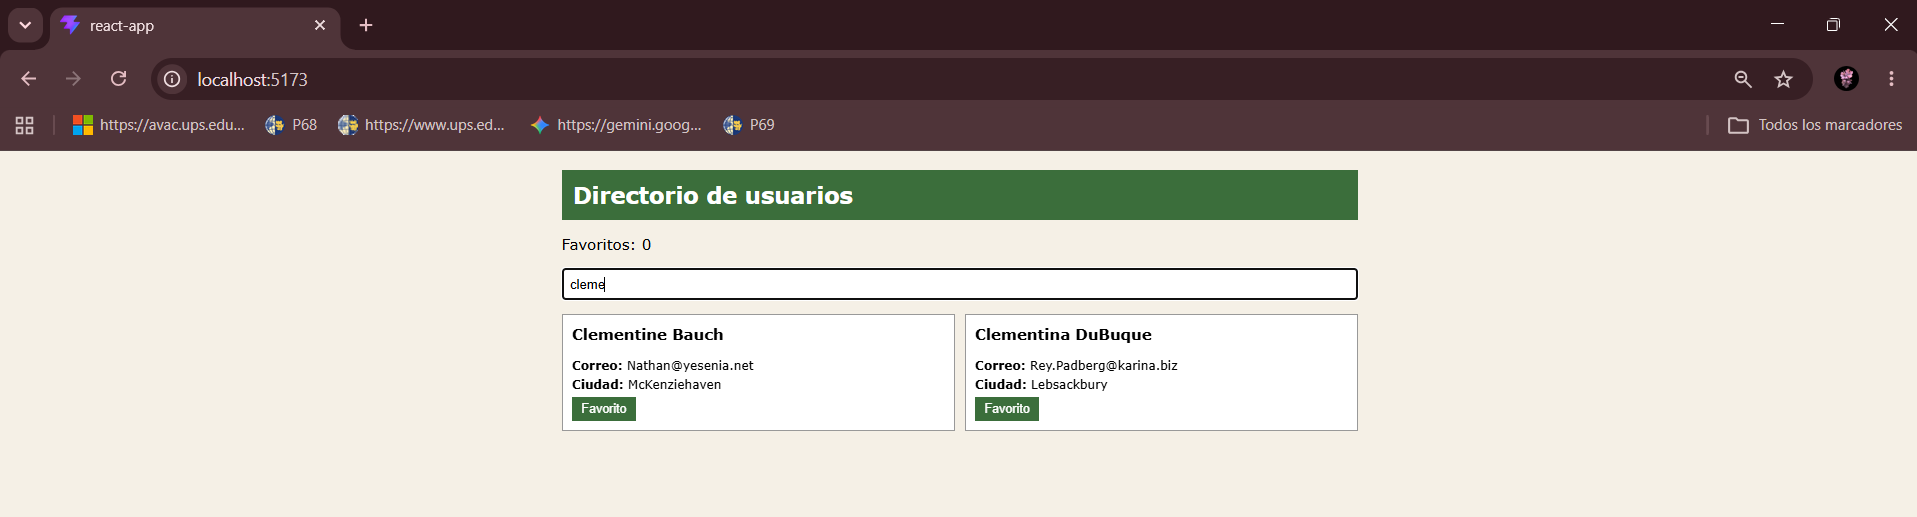 react-app
localhost:5173
https://avac.ups.edu... P68 https://www.ups.ed... https://gemini.goog... P69 Todos los marcadores
Directorio de usuarios
Favoritos: 0
cleme
Clementine Bauch
Correo: Nathan@yesenia.net
Ciudad: McKenziehaven
Favorito
Clementina DuBuque
Correo: Rey.Padberg@karina.biz
Ciudad: Lebsackbury
Favorito